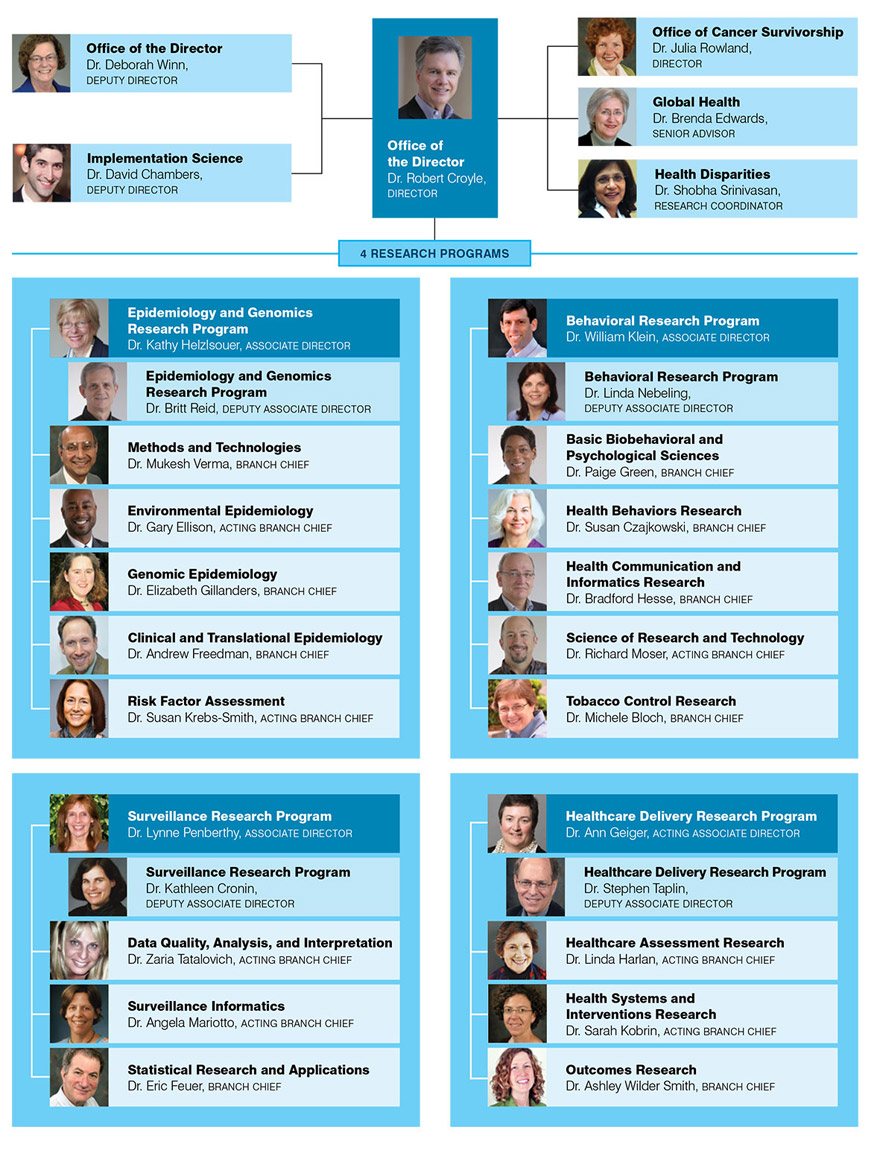 Office of the Director
Dr. Deborah Winn,
DEPUTY DIRECTOR
Implementation Science
Dr. David Chambers,
DEPUTY DIRECTOR
Office of
the Director
Dr. Robert Croyle,
DIRECTOR
Office of Cancer Survivorship
Dr. Julia Rowland,
DIRECTOR
Global Health
Dr. Brenda Edwards,
SENIOR ADVISOR
Health Disparities
Dr. Shobha Srinivasan,
RESEARCH COORDINATOR
4 RESEARCH PROGRAMS
Epidemiology and Genomics
Research Program
Dr. Kathy Helzlsouer, ASSOCIATE DIRECTOR
Epidemiology and Genomics
Research Program
Dr. Britt Reid, DEPUTY ASSOCIATE DIRECTOR
Methods and Technologies
Dr. Mukesh Verma, BRANCH CHIEF
Environmental Epidemiology
Dr. Gary Ellison, ACTING BRANCH CHIEF
Genomic Epidemiology
Dr. Elizabeth Gillanders, BRANCH CHIEF
Clinical and Translational Epidemiology
Dr. Andrew Freedman, BRANCH CHIEF
Risk Factor Assessment
Dr. Susan Krebs-Smith, ACTING BRANCH CHIEF
Behavioral Research Program
Dr. William Klein, ASSOCIATE DIRECTOR
Behavioral Research Program
Dr. Linda Nebeling,
DEPUTY ASSOCIATE DIRECTOR
Basic Biobehavioral and
Psychological Sciences
Dr. Paige Green, BRANCH CHIEF
Health Behaviors Research
Dr. Susan Czajkowski, BRANCH CHIEF
Health Communication and
Informatics Research
Dr. Bradford Hesse, BRANCH CHIEF
Science of Research and Technology
Dr. Richard Moser, ACTING BRANCH CHIEF
Tobacco Control Research
Dr. Michele Bloch, BRANCH CHIEF
Surveillance Research Program
Dr. Lynne Penberthy, ASSOCIATE DIRECTOR
Surveillance Research Program
Dr. Kathleen Cronin,
DEPUTY ASSOCIATE DIRECTOR
Data Quality, Analysis, and Interpretation
Dr. Zaria Tatalovich, ACTING BRANCH CHIEF
Surveillance Informatics
Dr. Angela Mariotto, ACTING BRANCH CHIEF
Statistical Research and Applications
Dr. Eric Feuer, BRANCH CHIEF
Healthcare Delivery Research Program
Dr. Ann Geiger, ACTING ASSOCIATE DIRECTOR
Healthcare Delivery Research Program
Dr. Stephen Taplin,
DEPUTY ASSOCIATE DIRECTOR
Healthcare Assessment Research
Dr. Linda Harlan, ACTING BRANCH CHIEF
Health Systems and
Interventions Research
Dr. Sarah Kobrin, ACTING BRANCH CHIEF
Outcomes Research
Dr. Ashley Wilder Smith, BRANCH CHIEF